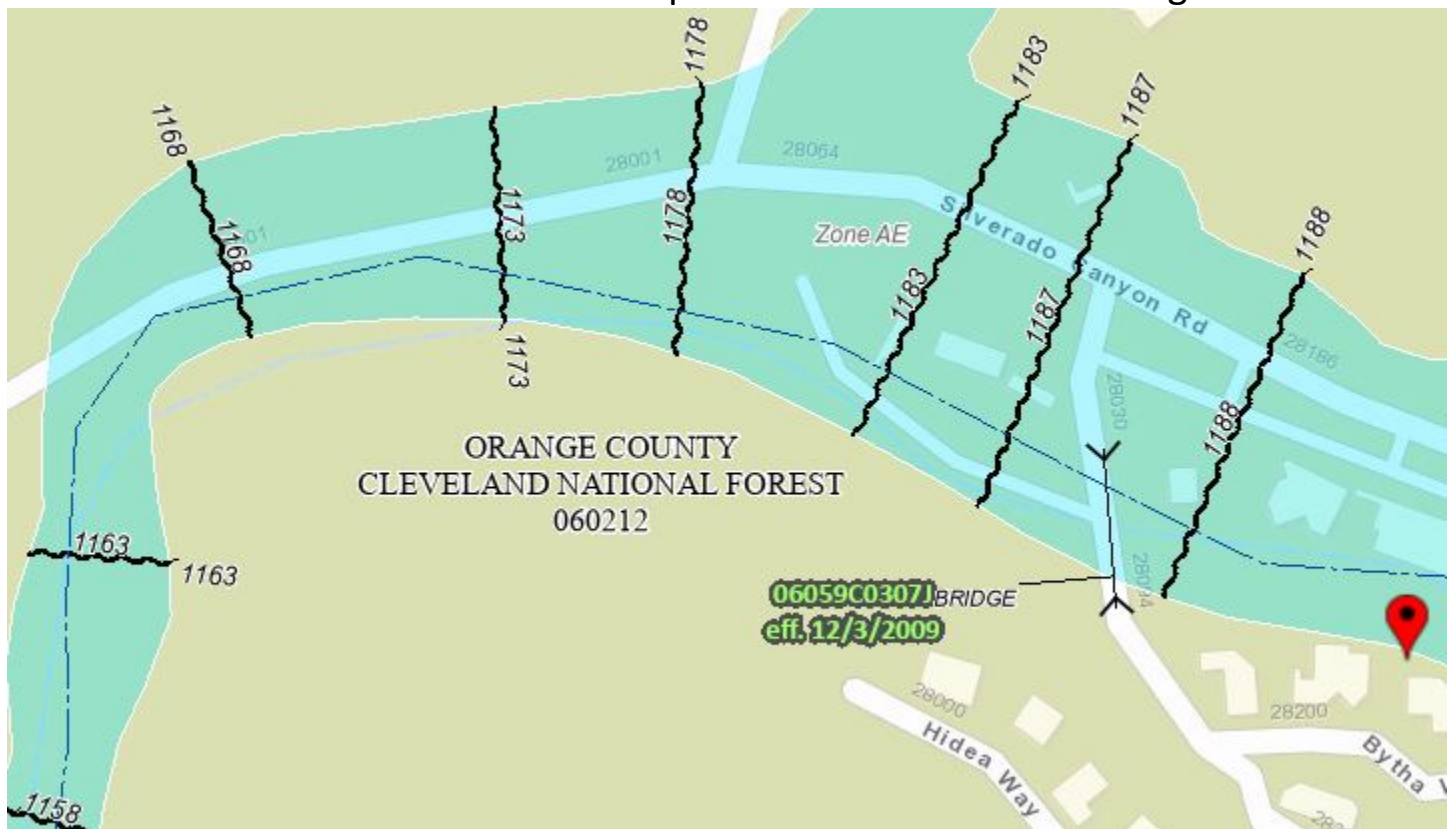 1178
1183
1187
1168
28001
28064
1188
1173
1178
Silverado Canyon Rd
Zone AE
1168
1183
1187
28186
28030
1173
1188
ORANGE COUNTY
CLEVELAND NATIONAL FOREST
060212
1163
1163
06059C0307J
BRIDGE
eff. 12/3/2009
28000
28200
Hidea Way
Bytha
1158